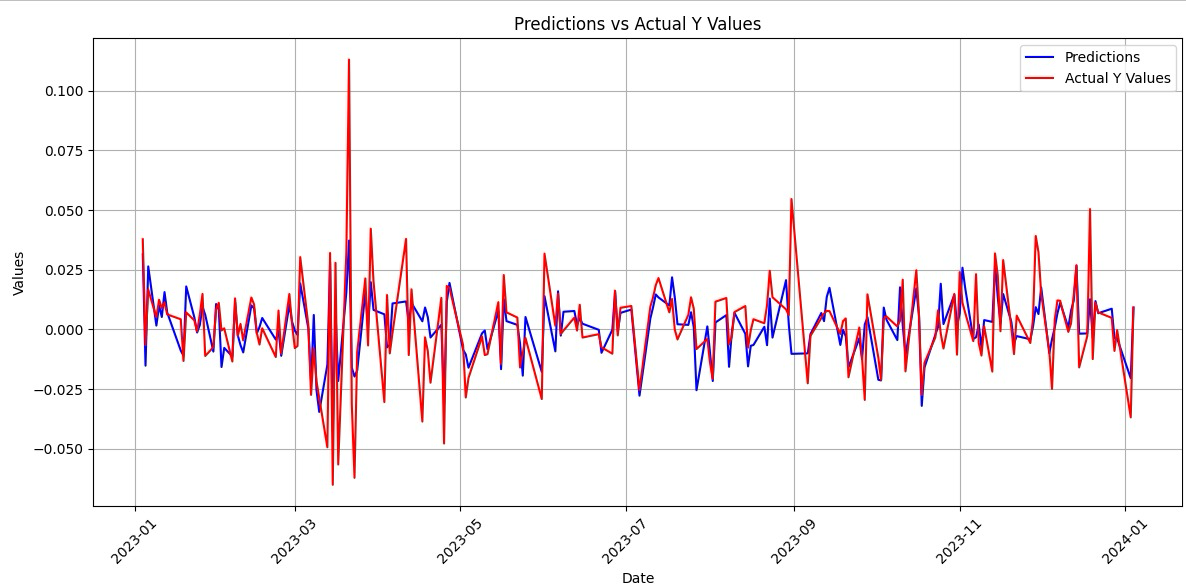 Predictions vs Actual Y Values
Predictions
Actual Y Values
Values
0.100
0.075
0.050
0.025
0.000
−0.025
−0.050
2023-01
2023-03
2023-05
2023-07
2023-09
2023-11
2024-01
Date